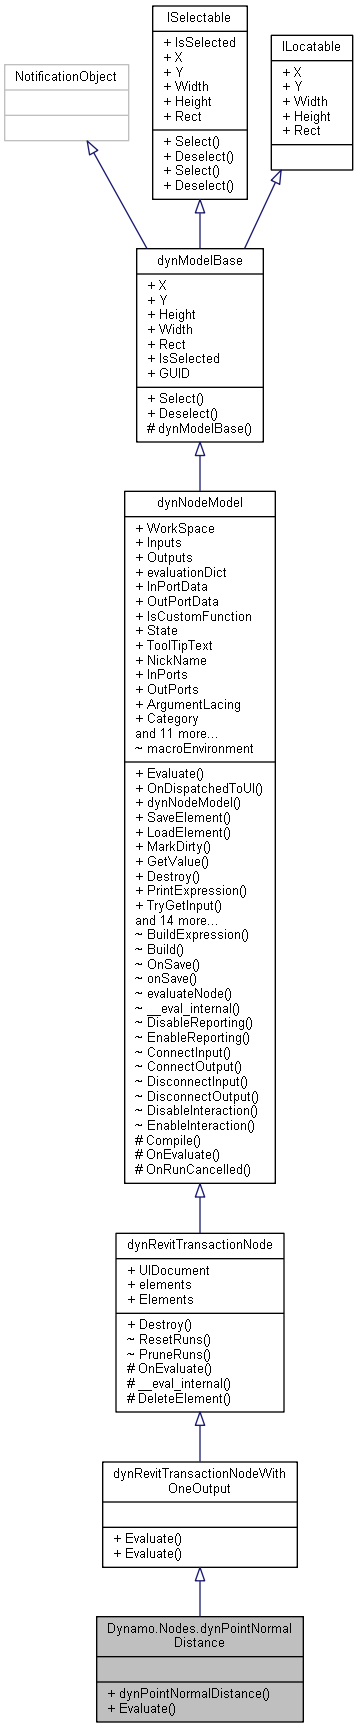 ISelectable
+ IsSelected
+ X
+ Y
+ Width
+ Height
+ Rect
+ Select()
+ Deselect()
+ Select()
+ Deselect()
ILocatable
+ X
+ Y
+ Width
+ Height
+ Rect
NotificationObject
dynModelBase
+ X
+ Y
+ Height
+ Width
+ Rect
+ IsSelected
+ GUID
+ Select()
+ Deselect()
# dynModelBase()
dynNodeModel
+ WorkSpace
+ Inputs
+ Outputs
+ evaluationDict
+ InPortData
+ OutPortData
+ IsCustomFunction
+ State
+ ToolTipText
+ NickName
+ InPorts
+ OutPorts
+ ArgumentLacing
+ Category
and 11 more...
~ macroEnvironment
+ Evaluate()
+ OnDispatchedToUI()
+ dynNodeModel()
+ SaveElement()
+ LoadElement()
+ MarkDirty()
+ GetValue()
+ Destroy()
+ PrintExpression()
+ TryGetInput()
and 14 more...
~ BuildExpression()
~ Build()
~ OnSave()
~ onSave()
~ evaluateNode()
~ __eval_internal()
~ DisableReporting()
~ EnableReporting()
~ ConnectInput()
~ ConnectOutput()
~ DisconnectInput()
~ DisconnectOutput()
~ DisableInteraction()
~ EnableInteraction()
# Compile()
# OnEvaluate()
# OnRunCancelled()
dynRevitTransactionNode
+ UIDocument
+ elements
+ Elements
+ Destroy()
~ ResetRuns()
~ PruneRuns()
# OnEvaluate()
# __eval_internal()
# DeleteElement()
dynRevitTransactionNodeWith
OneOutput
+ Evaluate()
+ Evaluate()
Dynamo.Nodes.dynPointNormal
Distance
+ dynPointNormalDistance()
+ Evaluate()